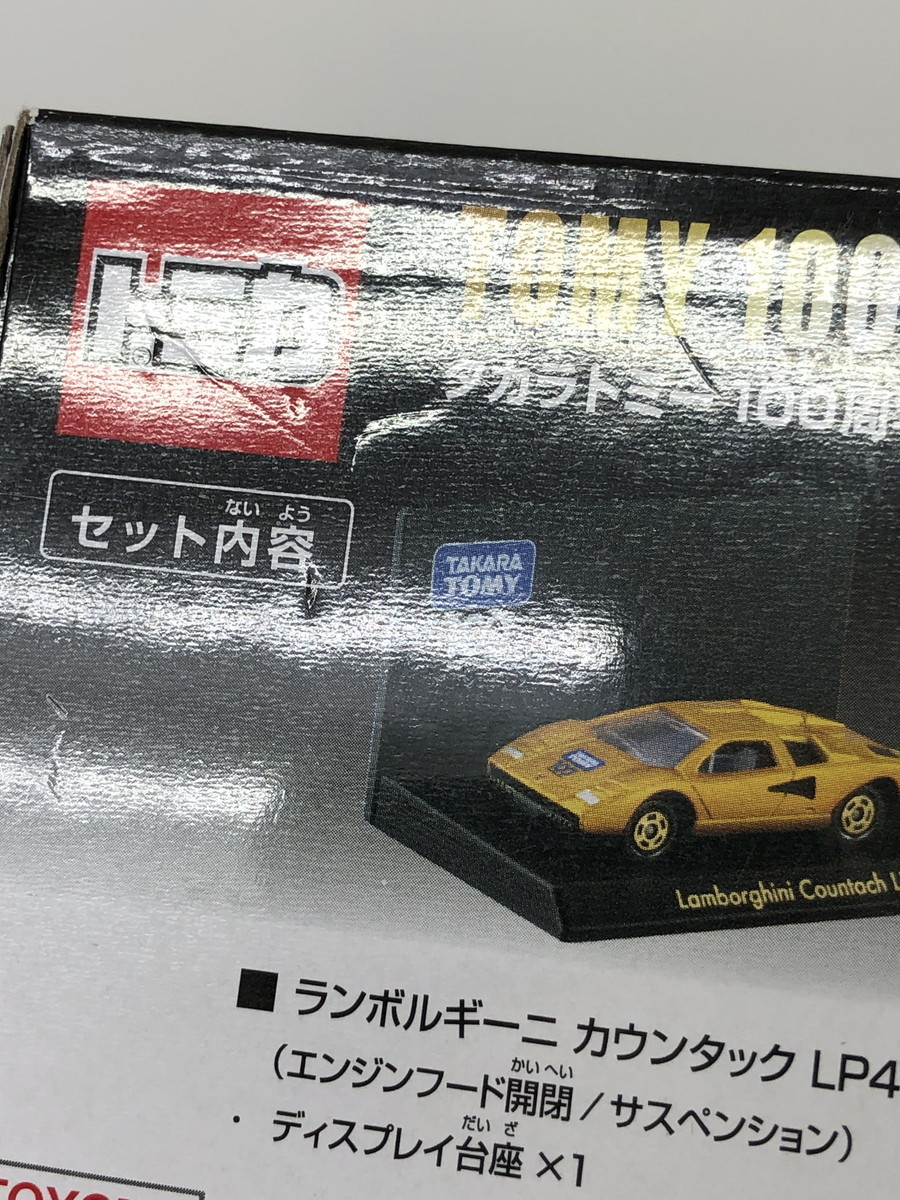 トミカ
TOMY 100
タカラトミー 100周
ない よう
セット内容
TAKARA
TOMY
Lamborghini Countach L
■ ランボルギーニ カウンタック LP4
かいへい
(エンジンフード開閉/サスペンション)
だい ざ
・ ディスプレイ台座 ×1